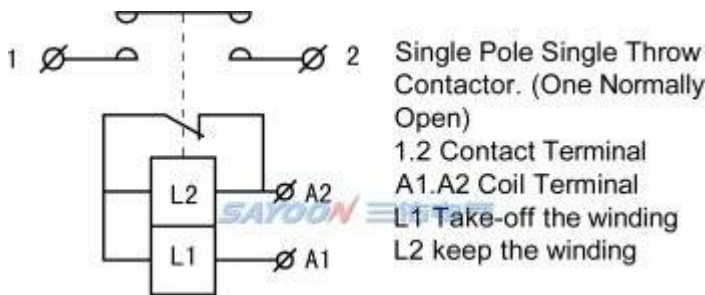 1
2
Single Pole Single Throw
Contactor. (One Normally
Open)
1.2 Contact Terminal
A1.A2 Coil Terminal
L1 Take-off the winding
L2 keep the winding
L2
A2
SAYOON
L1
A1